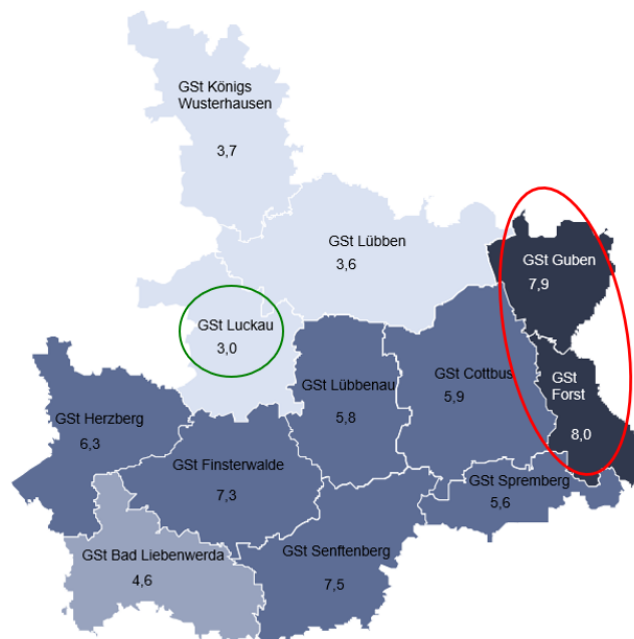 GSt Königs
Wusterhausen
3,7
GSt Lübben
3,6
GSt Guben
7,9
GSt Luckau
3,0
GSt Lübbenau
5,8
GSt Cottbus
5,9
GSt
Forst
8,0
GSt Herzberg
6,3
GSt Finsterwalde
7,3
GSt Spremberg
5,6
GSt Bad Liebenwerda
4,6
GSt Senftenberg
7,5